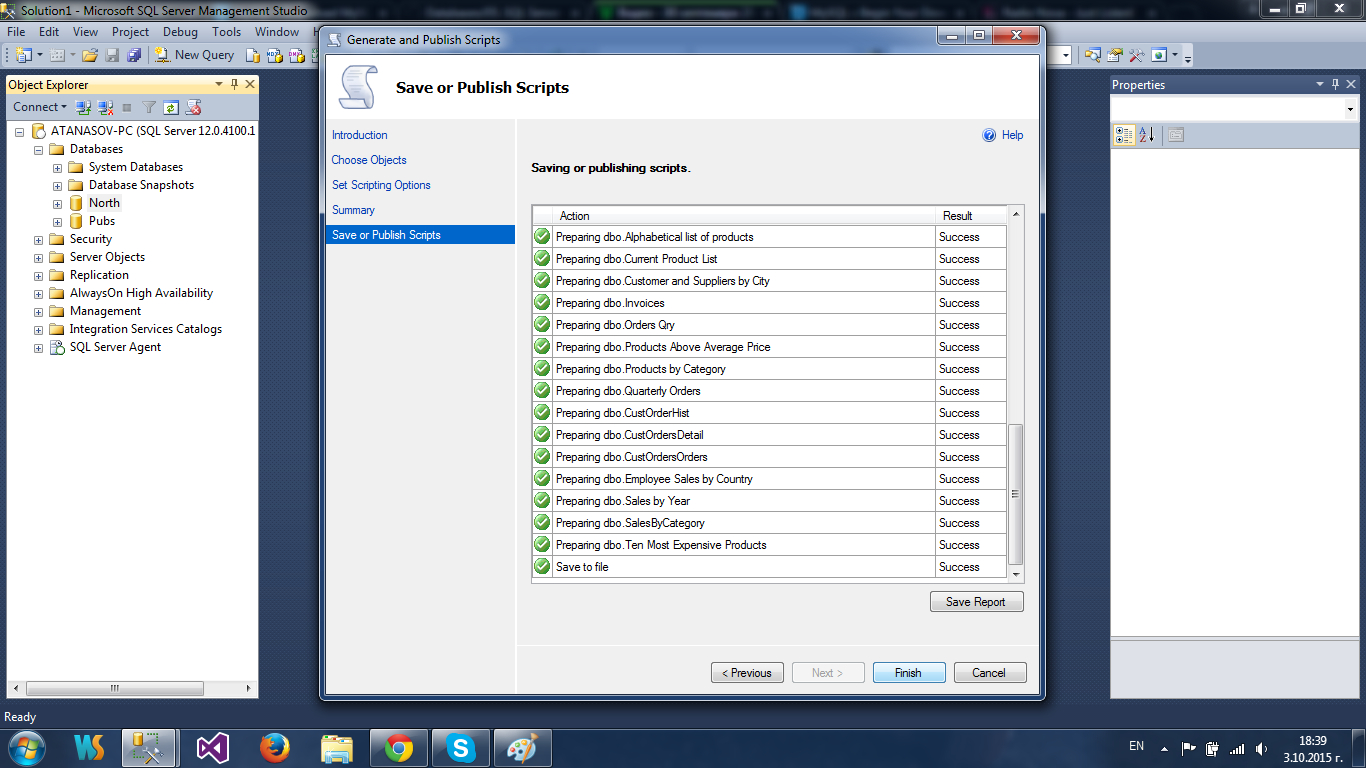 Solution1 - Microsoft SQL Server Management Studio
File Edit View Project Debug Tools Window
New Query
Object Explorer
Connect
ATANASOV-PC (SQL Server 12.0.4100.1
Databases
System Databases
Database Snapshots
North
Pubs
Security
Server Objects
Replication
AlwaysOn High Availability
Management
Integration Services Catalogs
SQL Server Agent
Generate and Publish Scripts
Save or Publish Scripts
Introduction
Choose Objects
Set Scripting Options
Summary
Save or Publish Scripts
Help
Saving or publishing scripts.
Action Result
Preparing dbo.Alphabetical list of products Success
Preparing dbo.Current Product List Success
Preparing dbo.Customer and Suppliers by City Success
Preparing dbo.Invoices Success
Preparing dbo.Orders Qry Success
Preparing dbo.Products Above Average Price Success
Preparing dbo.Products by Category Success
Preparing dbo.Quarterly Orders Success
Preparing dbo.CustOrderHist Success
Preparing dbo.CustOrdersDetail Success
Preparing dbo.CustOrdersOrders Success
Preparing dbo.Employee Sales by Country Success
Preparing dbo.Sales by Year Success
Preparing dbo.SalesByCategory Success
Preparing dbo.Ten Most Expensive Products Success
Save to file Success
Save Report
< Previous Next > Finish Cancel
Properties
Ready
EN
18:39
3.10.2015 г.